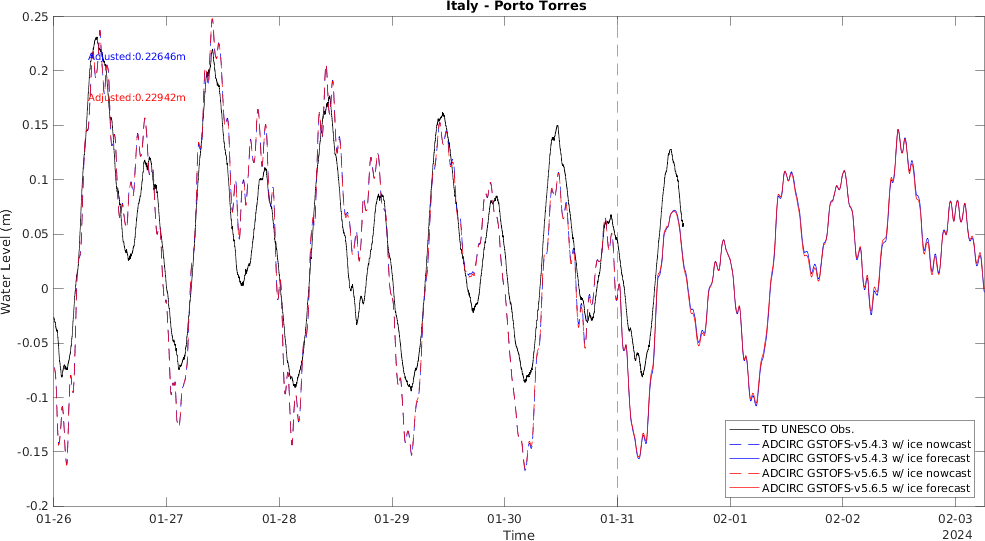 Italy - Porto Torres
Adjusted:0.22646m
Adjusted:0.22942m
Water Level (m)
0.25
0.2
0.15
0.1
0.05
0
-0.05
-0.1
-0.15
-0.2
TD UNESCO Obs.
ADCIRC GSTOFS-v5.4.3 w/ ice nowcast
ADCIRC GSTOFS-v5.4.3 w/ ice forecast
ADCIRC GSTOFS-v5.6.5 w/ ice nowcast
ADCIRC GSTOFS-v5.6.5 w/ ice forecast
01-26 01-27 01-28 01-29 01-30 01-31 02-01 02-02 02-03
2024
Time